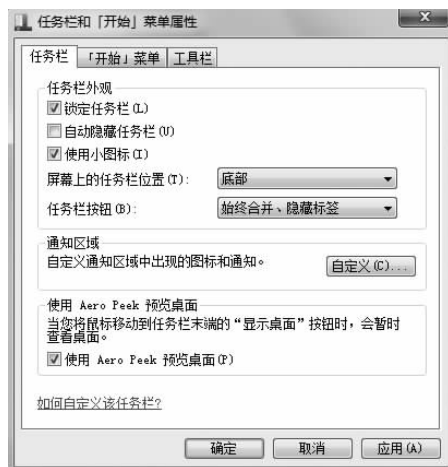 任务栏和「开始」菜单属性
任务栏 「开始」菜单 工具栏
任务栏外观
锁定任务栏(L)
自动隐藏任务栏(U)
使用小图标(I)
屏幕上的任务栏位置(T): 底部
任务栏按钮(B): 始终合并、隐藏标签
通知区域
自定义通知区域中出现的图标和通知。 自定义(C)...
使用 Aero Peek 预览桌面
当您将鼠标移动到任务栏末端的“显示桌面”按钮时，会暂时
查看桌面。
使用 Aero Peek 预览桌面(P)
如何自定义该任务栏?
确定 取消 应用(A)